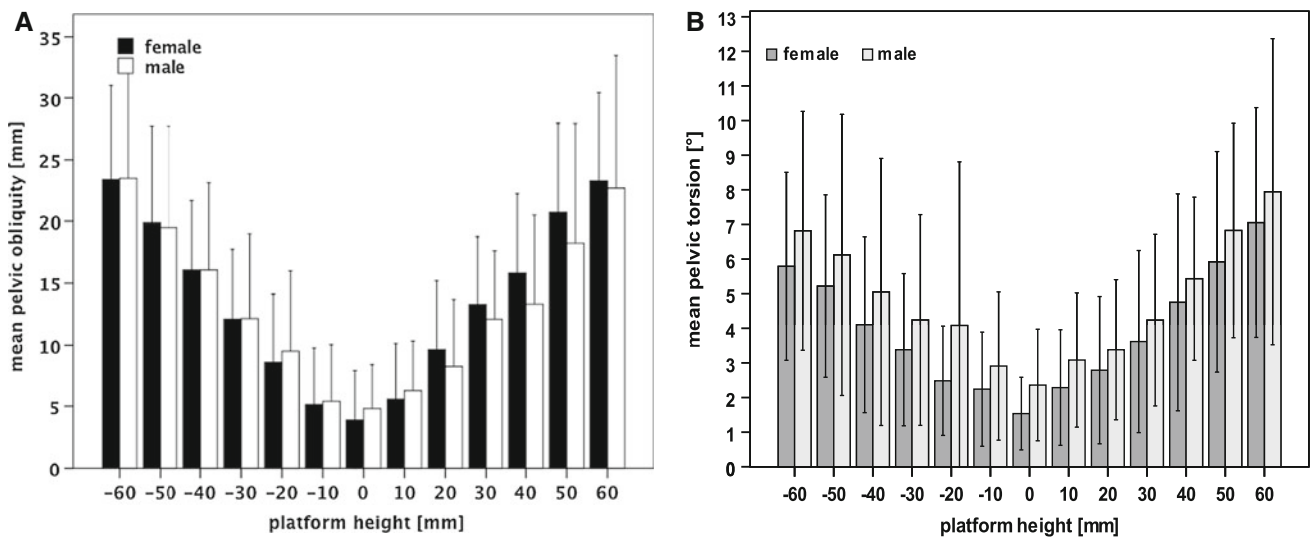 A
mean pelvic obliquity [mm]
35
30
25
20
15
10
5
0
female
male
-60 -50 -40 -30 -20 -10 0 10 20 30 40 50 60
platform height [mm]
B
mean pelvic torsion [°]
13
12
11
10
9
8
7
6
5
4
3
2
1
0
female male
-60 -50 -40 -30 -20 -10 0 10 20 30 40 50 60
platform height [mm]